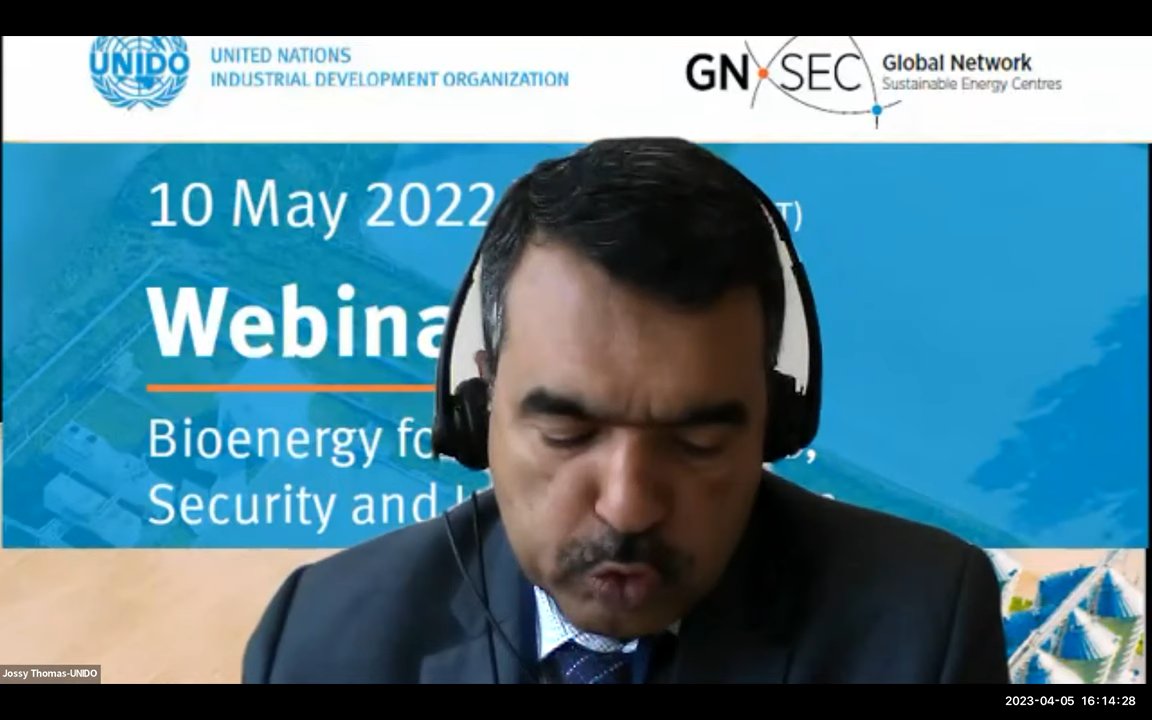 UNIDO
UNITED NATIONS
INDUSTRIAL DEVELOPMENT ORGANIZATION
GN SEC
Global Network
Sustainable Energy Centres
10 May 2022
T)
Webina
Bioenergy fo
Security and
Jossy Thomas-UNIDO
2023-04-05 16:14:28